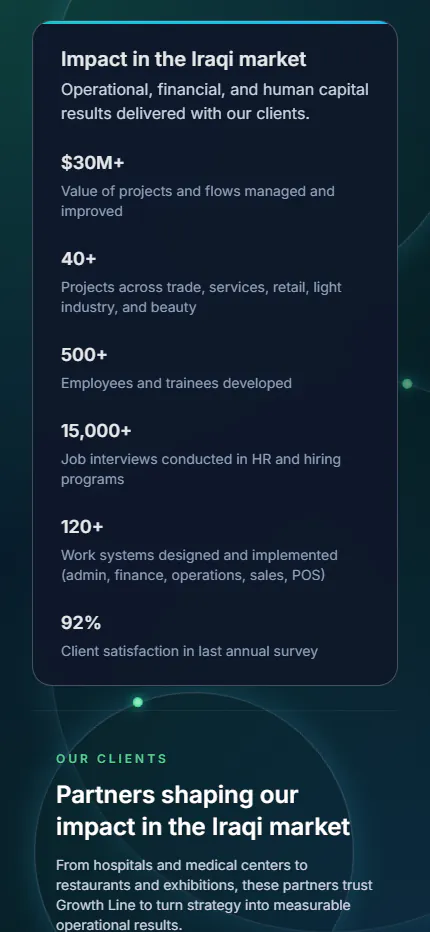 Impact in the Iraqi market
Operational, financial, and human capital
results delivered with our clients.
$30M+
Value of projects and flows managed and
improved
40+
Projects across trade, services, retail, light
industry, and beauty
500+
Employees and trainees developed
15,000+
Job interviews conducted in HR and hiring
programs
120+
Work systems designed and implemented
(admin, finance, operations, sales, POS)
92%
Client satisfaction in last annual survey
OUR CLIENTS
Partners shaping our
impact in the Iraqi market
From hospitals and medical centers to
restaurants and exhibitions, these partners trust
Growth Line to turn strategy into measurable
operational results.